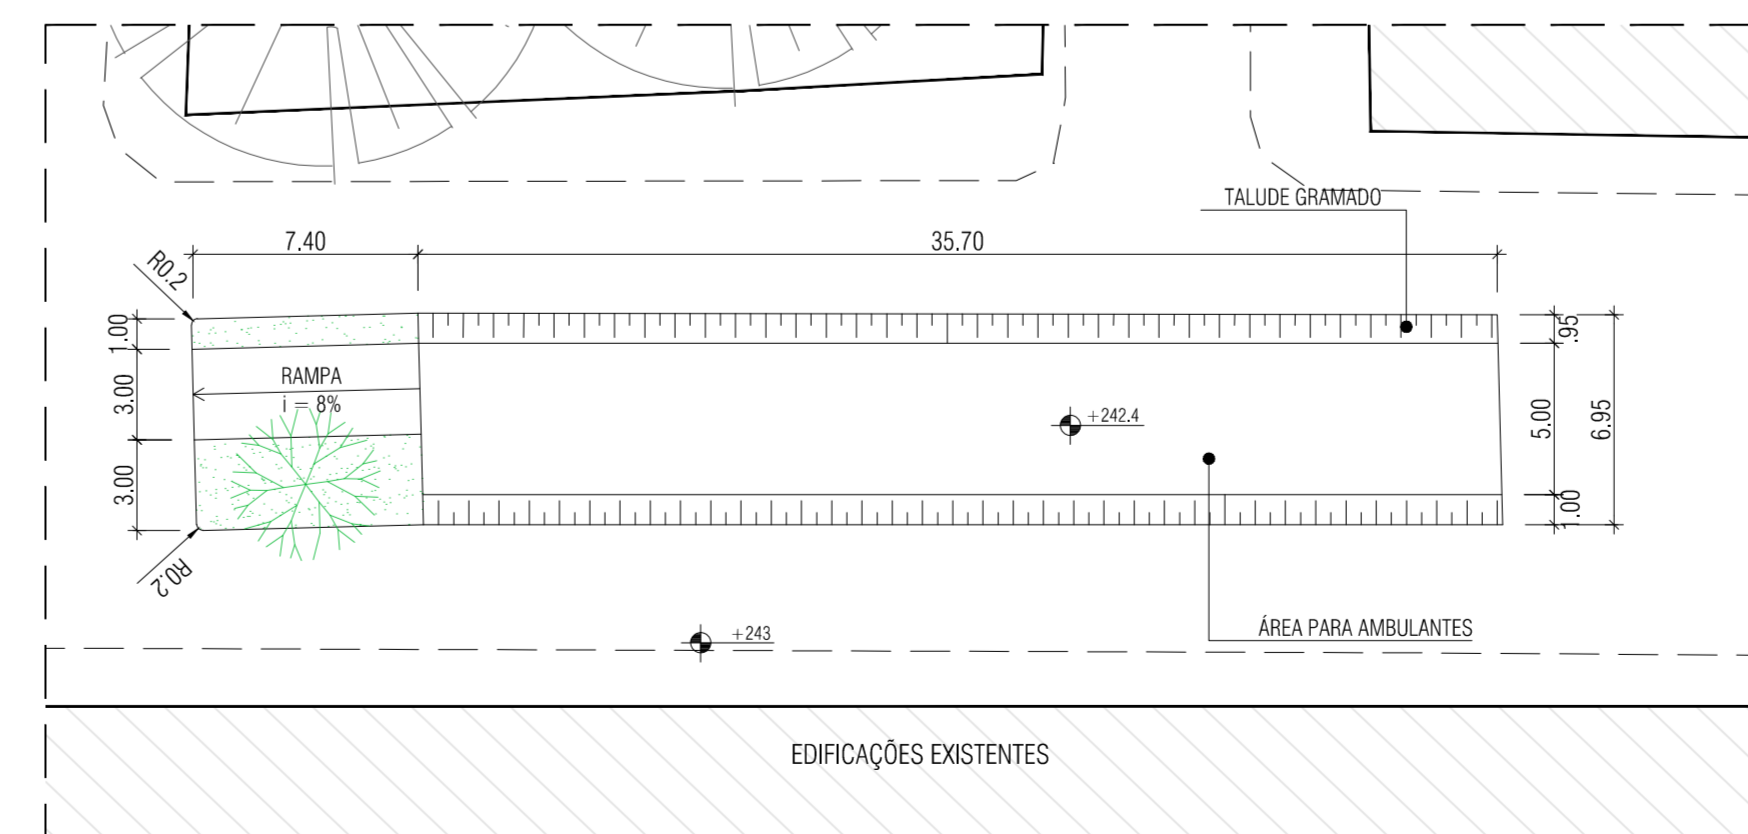 TALUDE GRAMADO
7.40
35.70
R0.2
1.00
.95
RAMPA
i = 8%
3.00
+242.4
5.00
6.95
3.00
1.00
R0.2
ÁREA PARA AMBULANTES
+243
EDIFICAÇÕES EXISTENTES